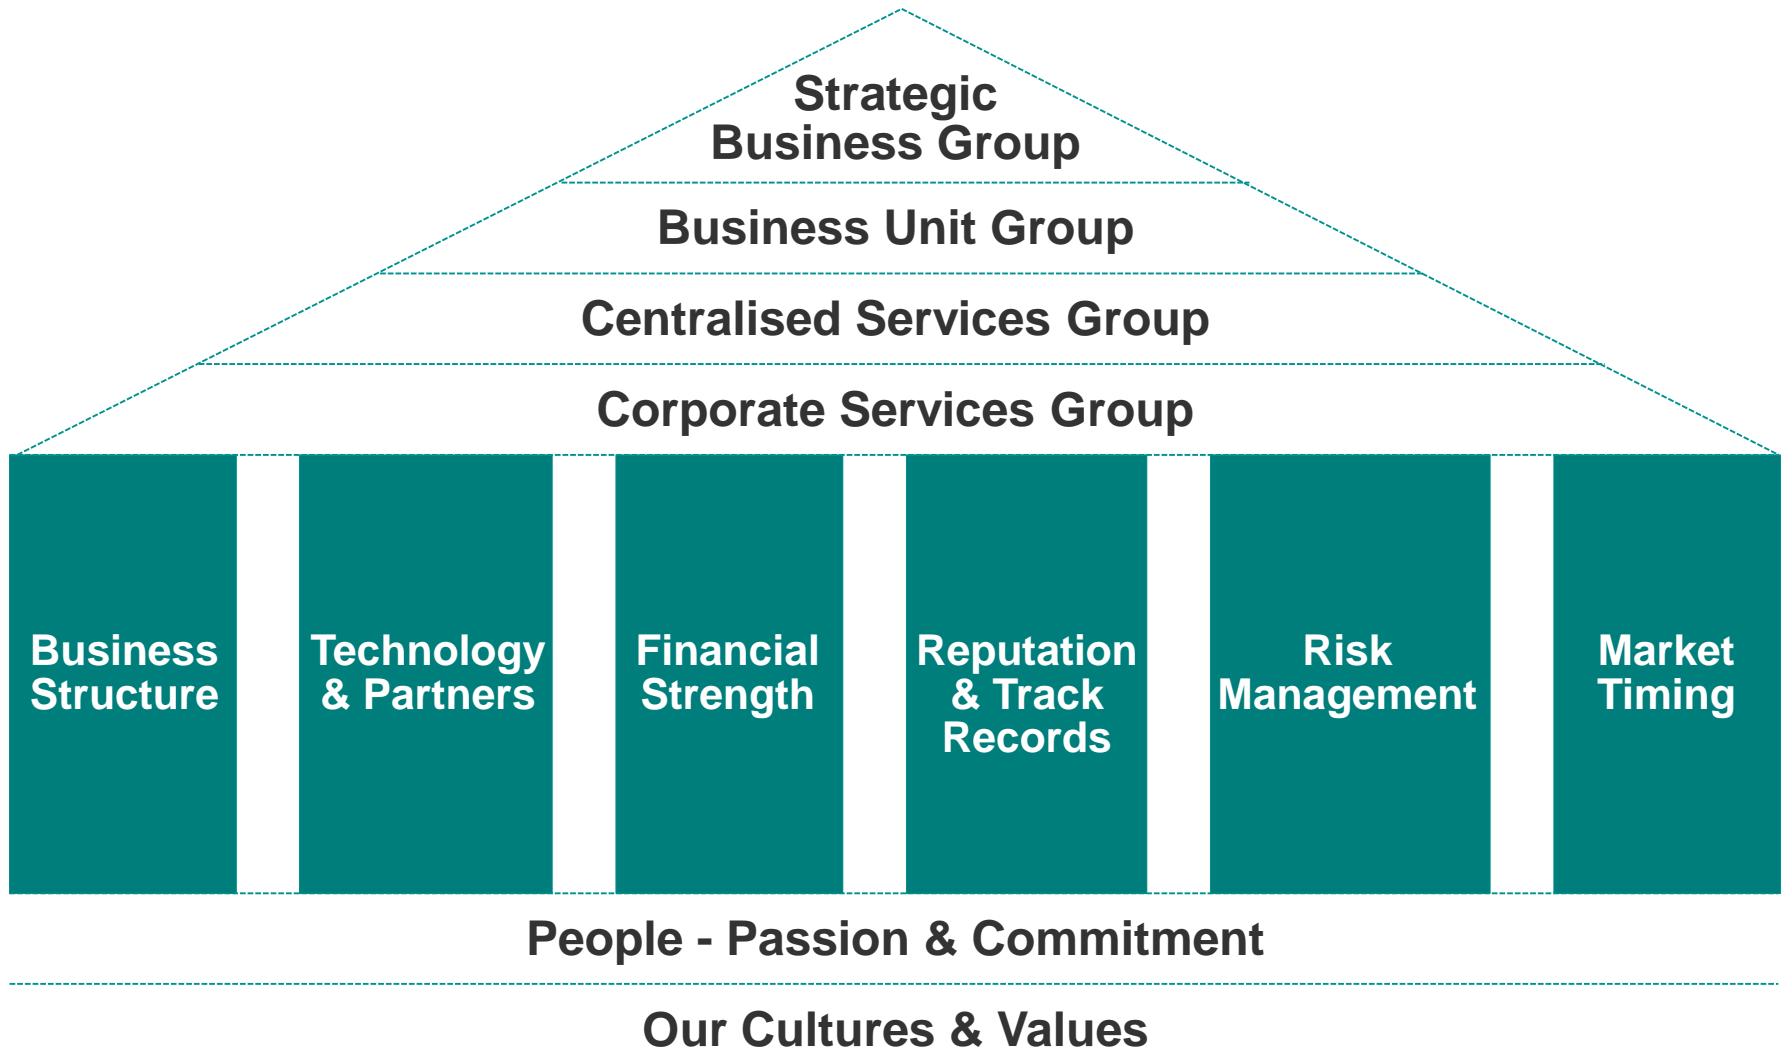 Strategic
Business Group
Business Unit Group
Centralised Services Group
Corporate Services Group
Business
Structure
Technology
& Partners
Financial
Strength
Reputation
& Track
Records
Risk
Management
Market
Timing
People - Passion & Commitment
Our Cultures & Values